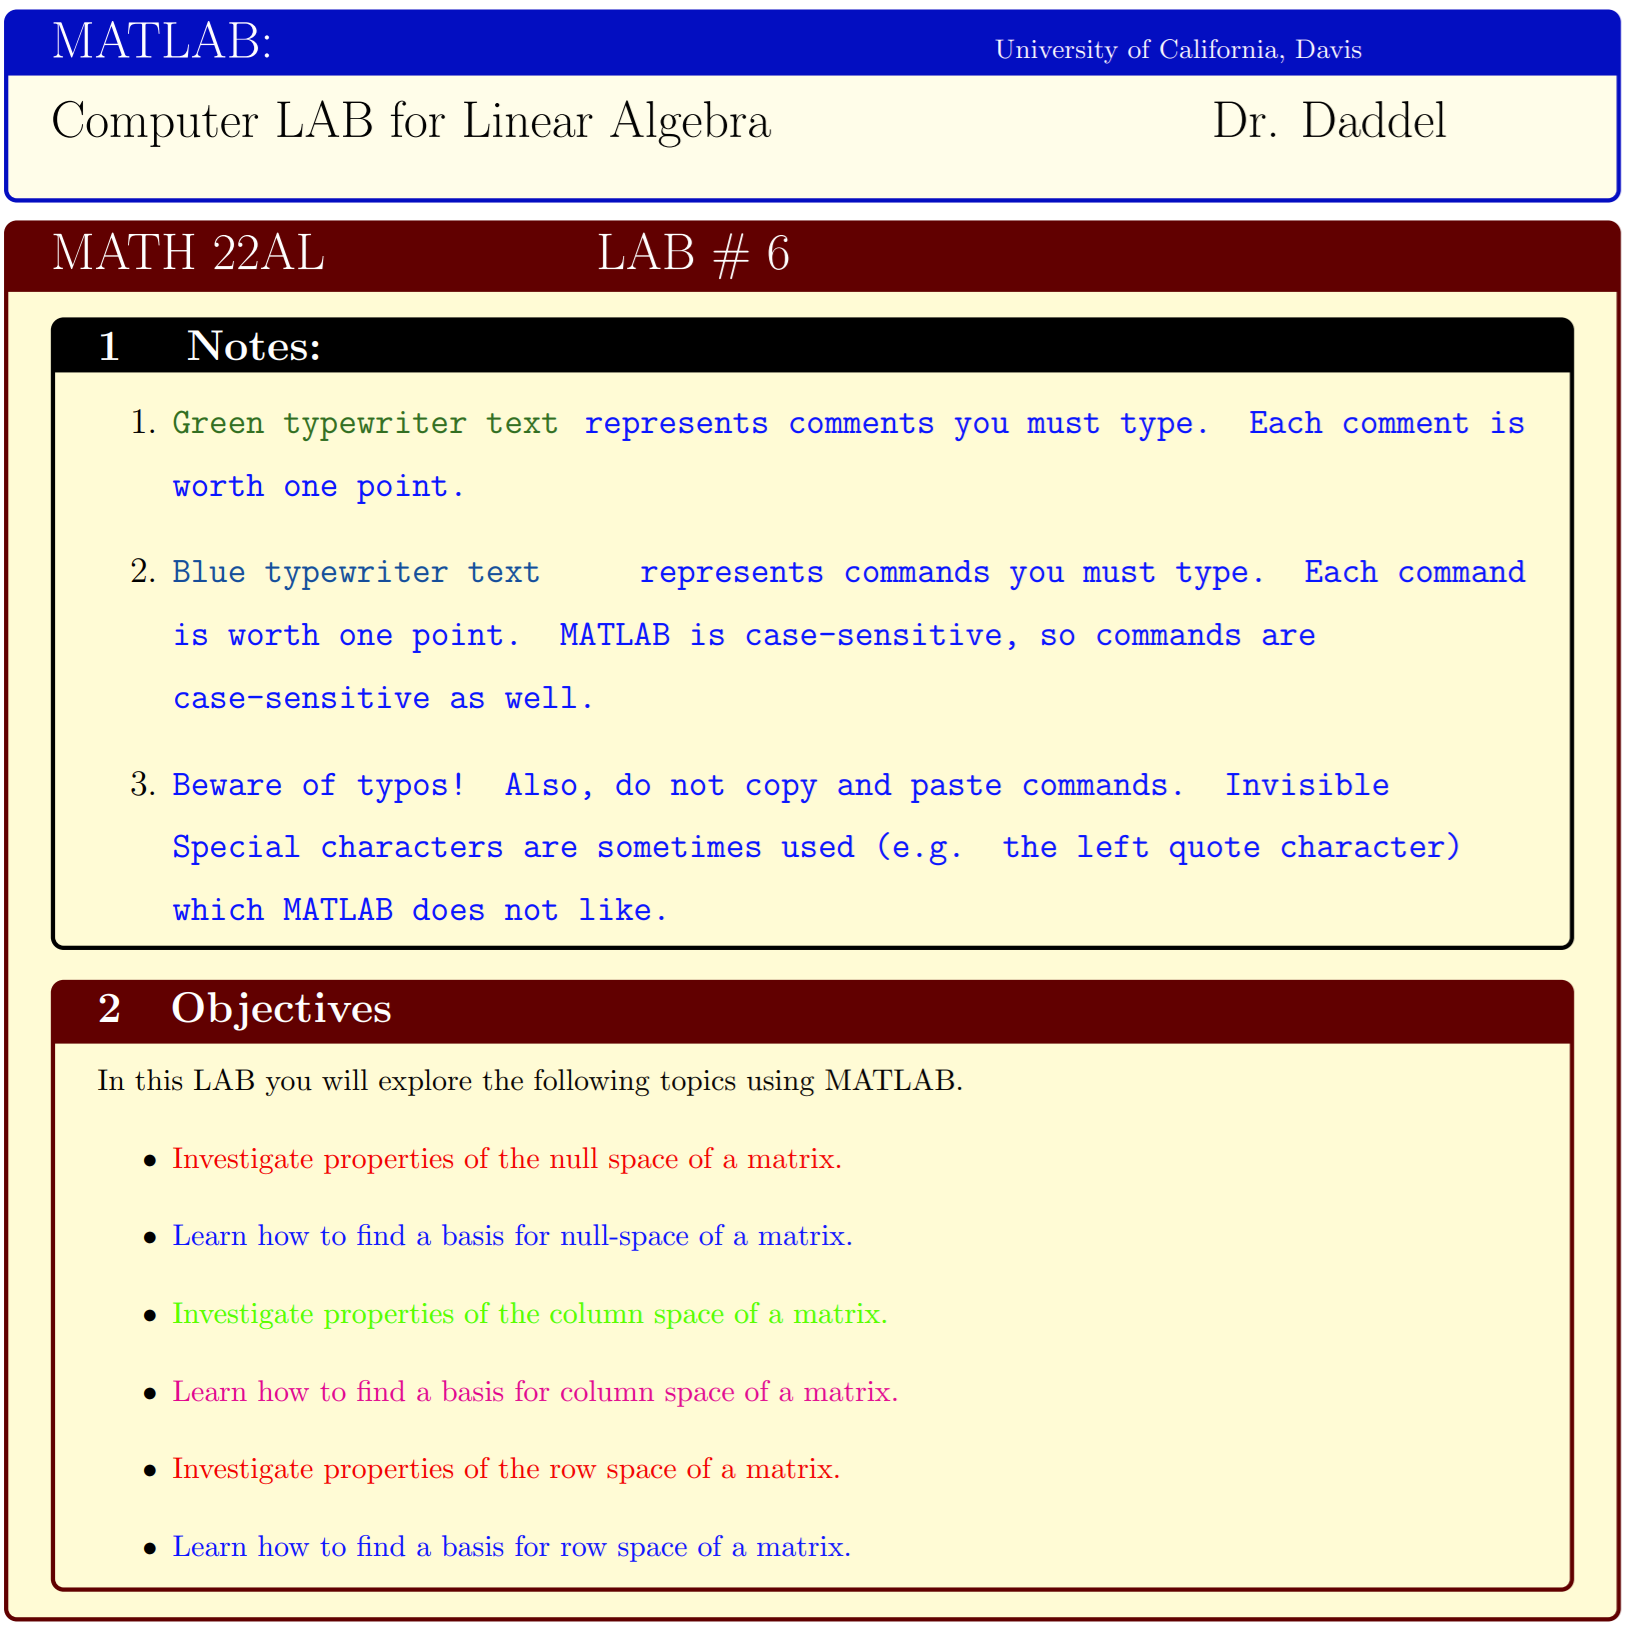 MATLAB: University of California, Davis
Computer LAB for Linear Algebra Dr. Daddel
MATH 22AL LAB # 6
1 Notes:
1. Green typewriter text represents comments you must type. Each comment is
worth one point.
2. Blue typewriter text represents commands you must type. Each command
is worth one point. MATLAB is case-sensitive, so commands are
case-sensitive as well.
3. Beware of typos! Also, do not copy and paste commands. Invisible
Special characters are sometimes used (e.g. the left quote character)
which MATLAB does not like.
2 Objectives
In this LAB you will explore the following topics using MATLAB.
• Investigate properties of the null space of a matrix.
• Learn how to find a basis for null-space of a matrix.
• Investigate properties of the column space of a matrix.
• Learn how to find a basis for column space of a matrix.
• Investigate properties of the row space of a matrix.
• Learn how to find a basis for row space of a matrix.